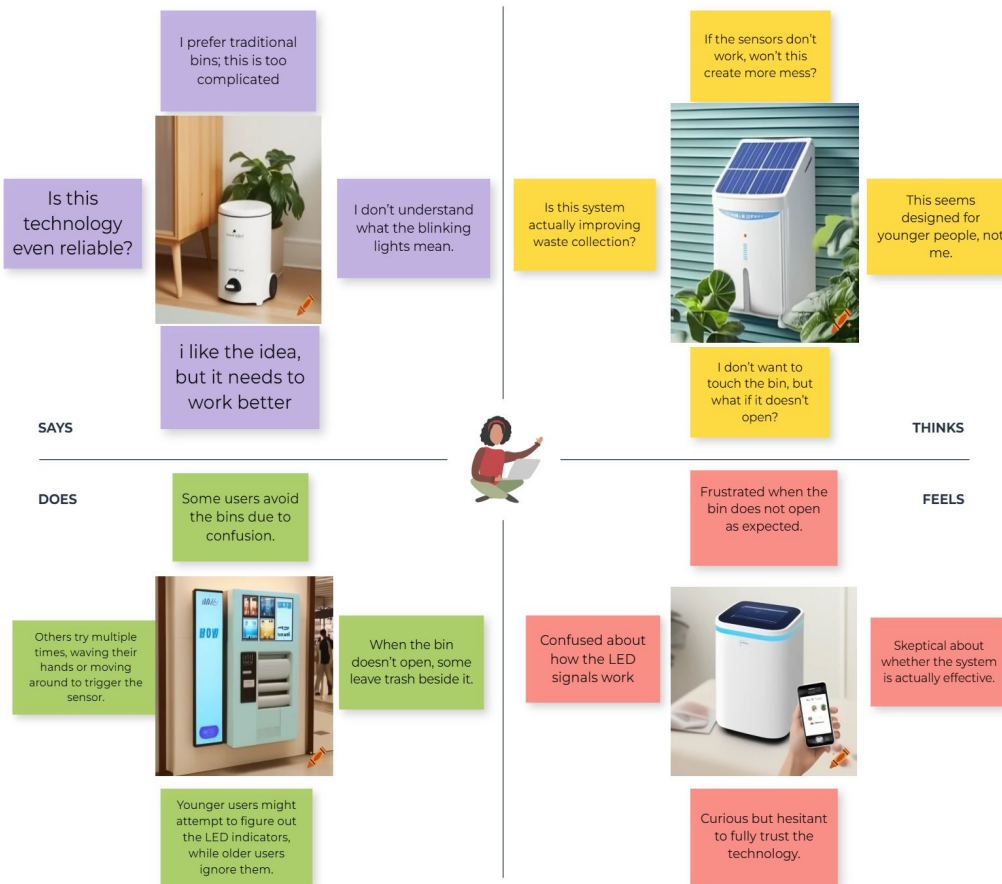 I prefer traditional
bins; this is too
complicated
Is this
technology
even reliable?
I don't understand
what the blinking
lights mean.
i like the idea,
but it needs to
work better
SAYS
If the sensors don't
work, won't this
create more mess?
Is this system
actually improving
waste collection?
This seems
designed for
younger people, not
me.
I don't want to
touch the bin, but
what if it doesn't
open?
THINKS
DOES
Some users avoid
the bins due to
confusion.
Others try multiple
times, waving their
hands or moving
around to trigger the
sensor.
When the bin
doesn't open, some
leave trash beside it.
Younger users might
attempt to figure out
the LED indicators,
while older users
ignore them.
FEELS
Frustrated when the
bin does not open
as expected.
Confused about
how the LED
signals work
Skeptical about
whether the system
is actually effective.
Curious but hesitant
to fully trust the
technology.